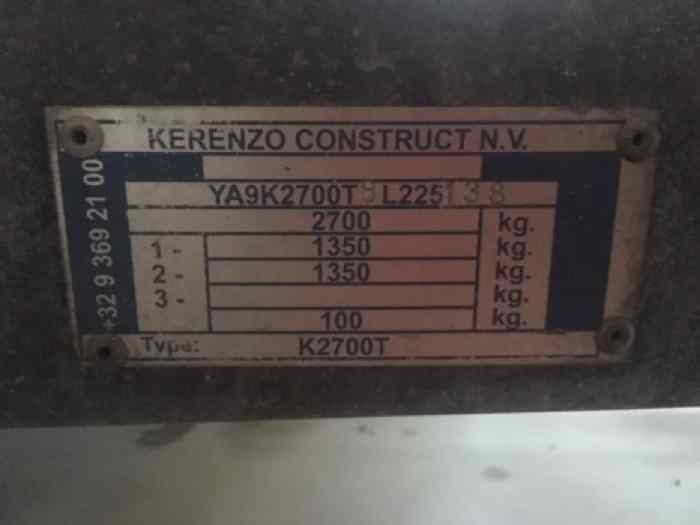 KERENZO CONSTRUCT N.V.
+32 9 369 21 00
YA9K2700T8L225138
2700 kg.
1- 1350 kg.
2- 1350 kg.
3- kg.
100 kg.
Type: K2700T